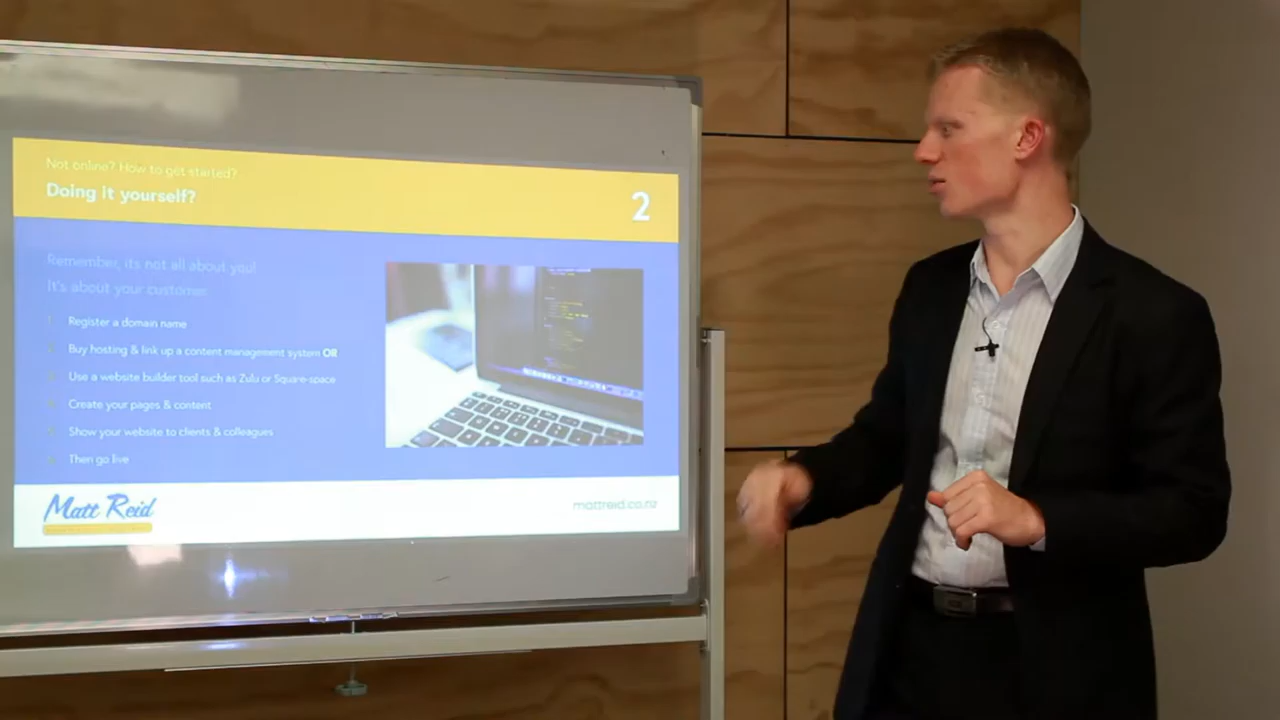 Not online? How to get started?
Doing it yourself?
2
Remember, its not all about you!
It's about your customer.
Register a domain name
Buy hosting & link up a content management system OR
Use a website builder tool such as Zulu or Square-space
Create your pages & content
Show your website to clients & colleagues
Then go live
Matt Reid
mattreid.co.nz